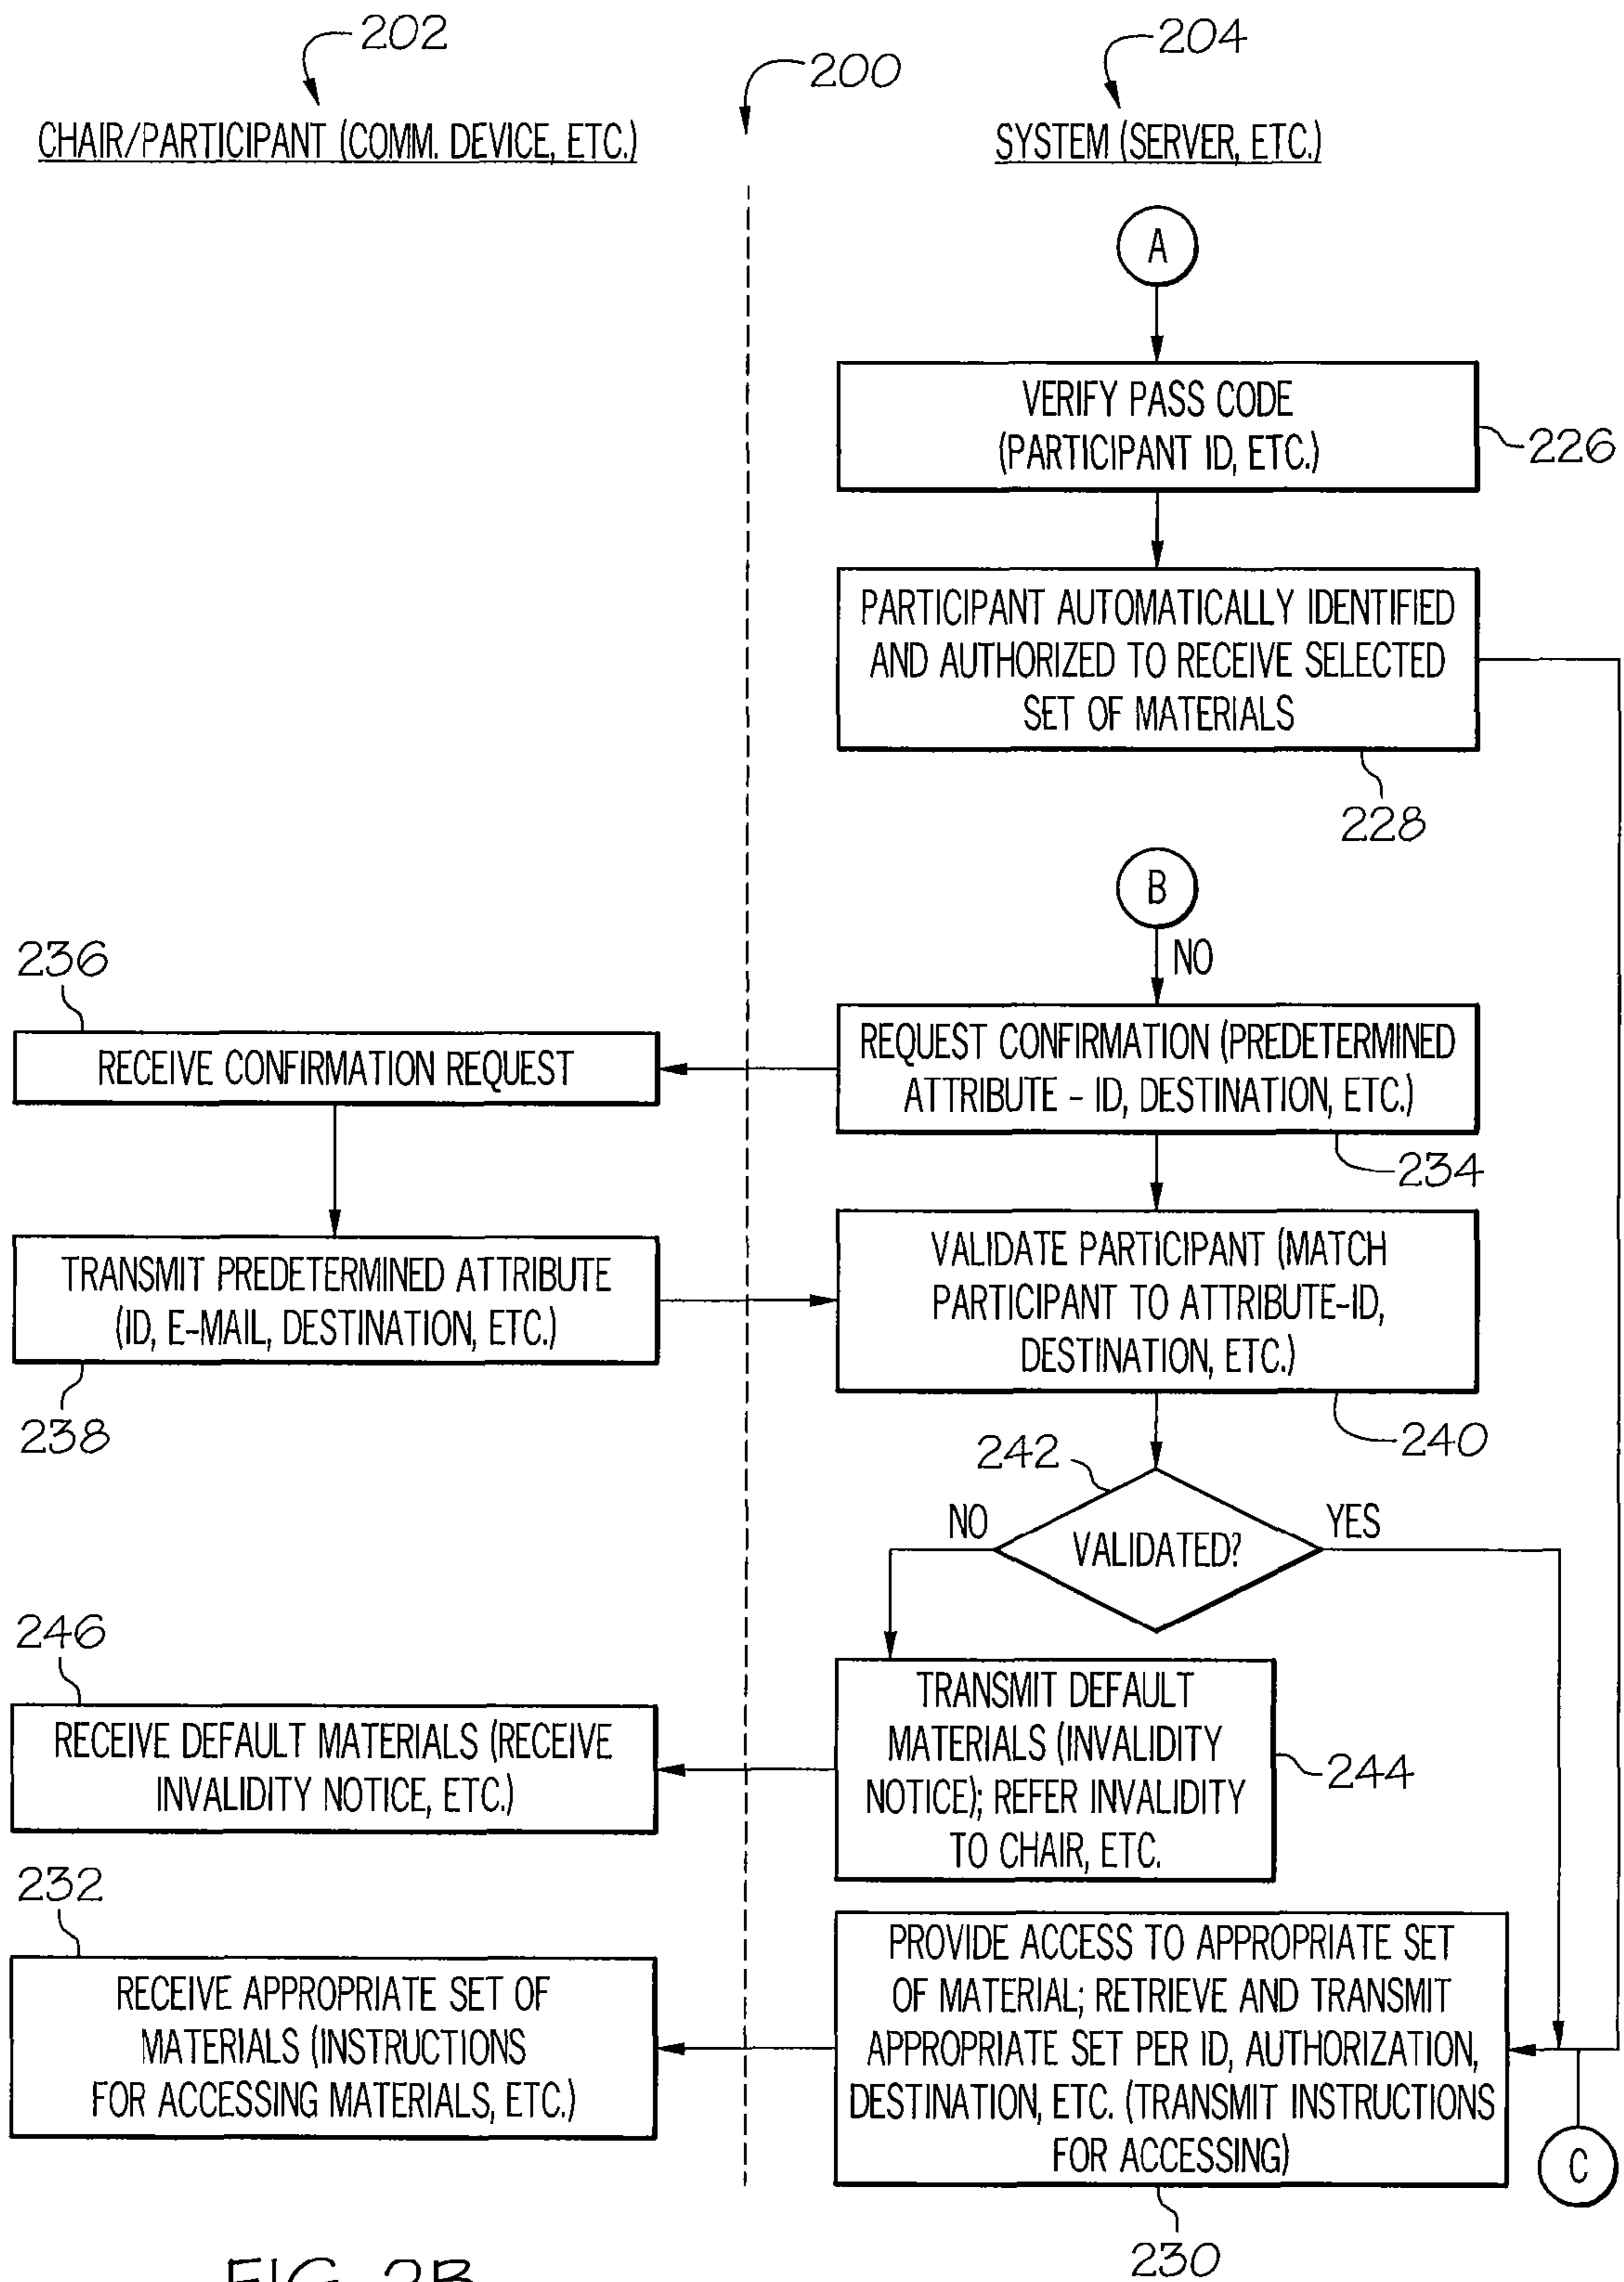 202
200
204
CHAIR/PARTICIPANT (COMM. DEVICE, ETC.)
SYSTEM (SERVER, ETC.)
A
VERIFY PASS CODE
(PARTICIPANT ID, ETC.)
226
PARTICIPANT AUTOMATICALLY IDENTIFIED
AND AUTHORIZED TO RECEIVE SELECTED
SET OF MATERIALS
228
B
NO
236
RECEIVE CONFIRMATION REQUEST
REQUEST CONFIRMATION (PREDETERMINED
ATTRIBUTE - ID, DESTINATION, ETC.)
234
TRANSMIT PREDETERMINED ATTRIBUTE
(ID, E-MAIL, DESTINATION, ETC.)
238
VALIDATE PARTICIPANT (MATCH
PARTICIPANT TO ATTRIBUTE-ID,
DESTINATION, ETC.)
240
242
NO
VALIDATED?
YES
246
RECEIVE DEFAULT MATERIALS (RECEIVE
INVALIDITY NOTICE, ETC.)
TRANSMIT DEFAULT
MATERIALS (INVALIDITY
NOTICE); REFER INVALIDITY
TO CHAIR, ETC.
244
232
RECEIVE APPROPRIATE SET OF
MATERIALS (INSTRUCTIONS
FOR ACCESSING MATERIALS, ETC.)
PROVIDE ACCESS TO APPROPRIATE SET
OF MATERIAL; RETRIEVE AND TRANSMIT
APPROPRIATE SET PER ID, AUTHORIZATION,
DESTINATION, ETC. (TRANSMIT INSTRUCTIONS
FOR ACCESSING)
C
230
FIG. 2B